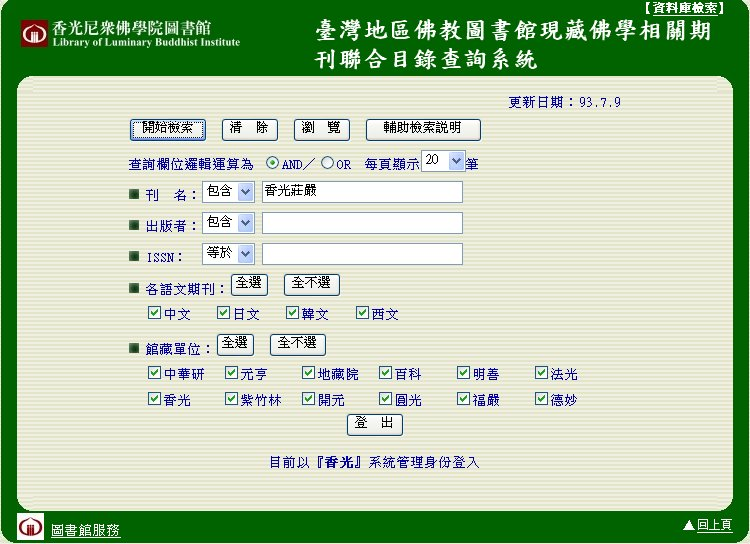 【資料庫檢索】
香光尼眾佛學院圖書館
Library of Luminary Buddhist Institute
臺灣地區佛教圖書館現藏佛學相關期
刊聯合目錄查詢系統
更新日期：93.7.9
開始檢索 清 除 瀏 覽 輔助檢索說明
查詢欄位邏輯運算為 AND／ OR 每頁顯示 20 筆
刊 名： 包含 香光莊嚴
出版者： 包含
ISSN： 等於
各語文期刊： 全選 全不選
中文 日文 韓文 西文
館藏單位： 全選 全不選
中華研 元亨 地藏院 百科 明善 法光
香光 紫竹林 開元 圓光 福嚴 德妙
登 出
目前以『香光』系統管理身份登入
圖書館服務 ▲回上頁